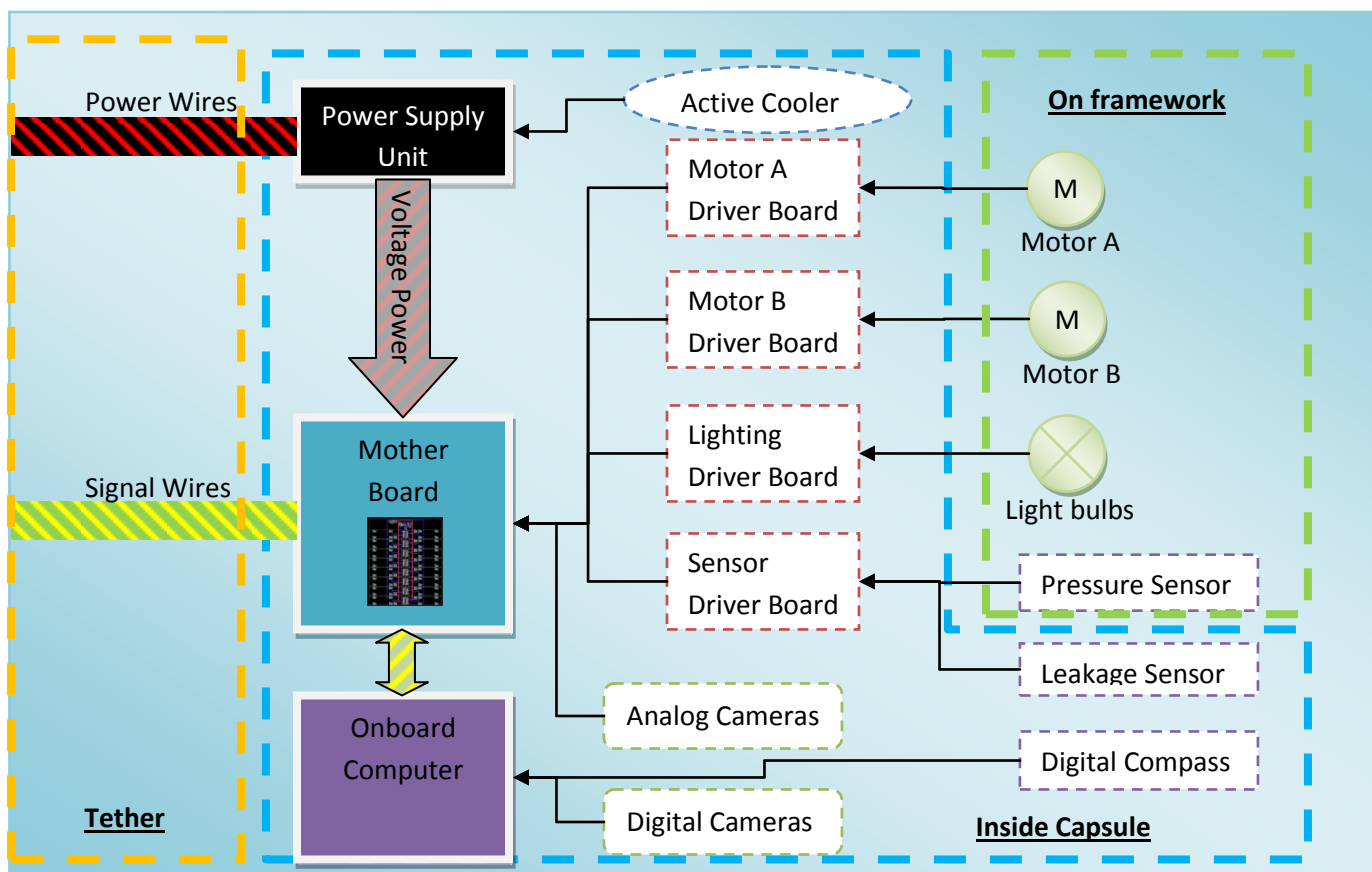 Power Wires
Power Supply
Unit
Active Cooler
On framework
Motor A
Driver Board
M
Motor A
Voltage Power
Motor B
Driver Board
M
Motor B
Mother
Board
Lighting
Driver Board
Light bulbs
Signal Wires
Sensor
Driver Board
Pressure Sensor
Leakage Sensor
Analog Cameras
Onboard
Computer
Digital Compass
Digital Cameras
Tether
Inside Capsule